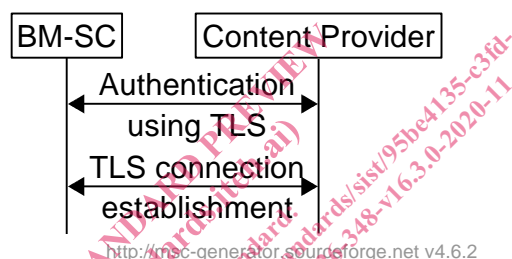 BM-SC
Content Provider
Authentication
using TLS
TLS connection
establishment
http://msc-generator.sourceforge.net v4.6.2